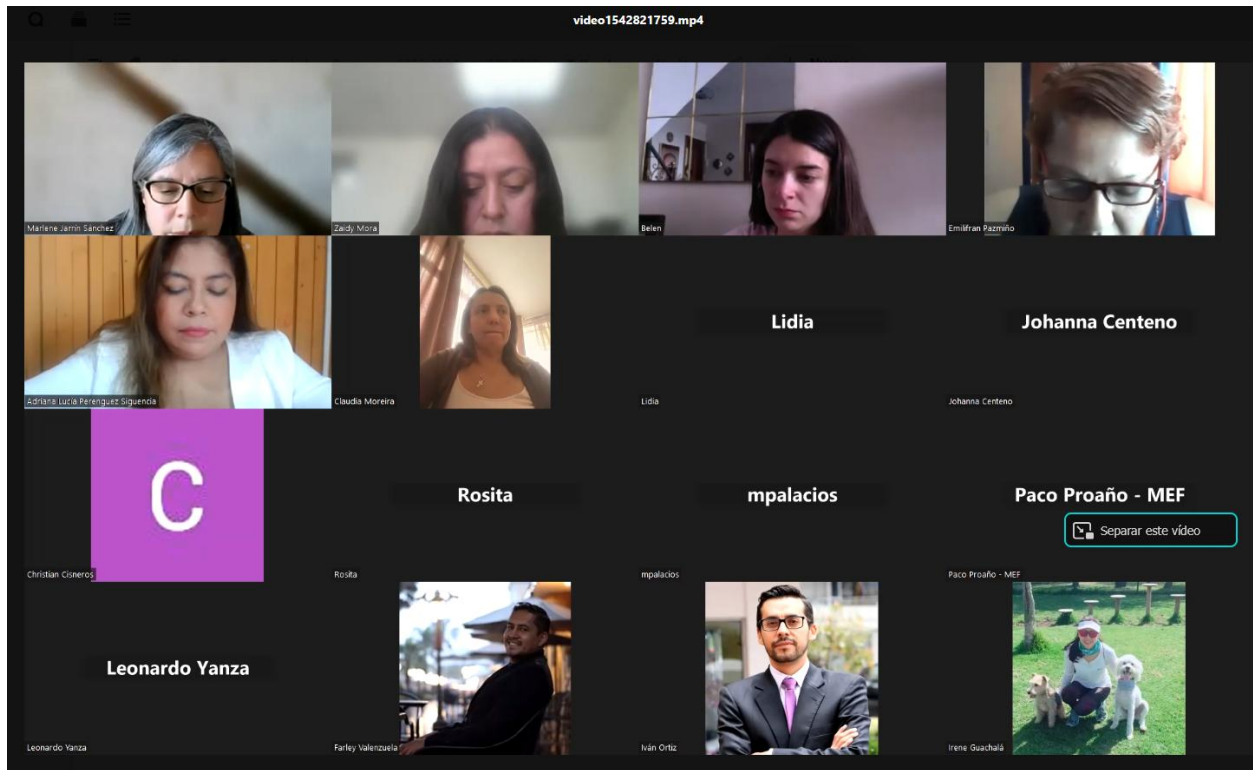 video1542821759.mp4
Marlene Jarrín Sánchez
Zaidy Mora
Belen
Emilfran Pazmiño
Lidia
Johanna Centeno
Adriana Lucía Perenguez Siguencia
Claudia Moreira
Lidia
Johanna Centeno
C
Rosita
mpalacios
Paco Proaño - MEF
Separar este vídeo
Christian Cisneros
Rosita
mpalacios
Paco Proaño - MEF
Leonardo Yanza
Leonardo Yanza
Farley Valenzuela
Iván Ortiz
Irene Guachalá